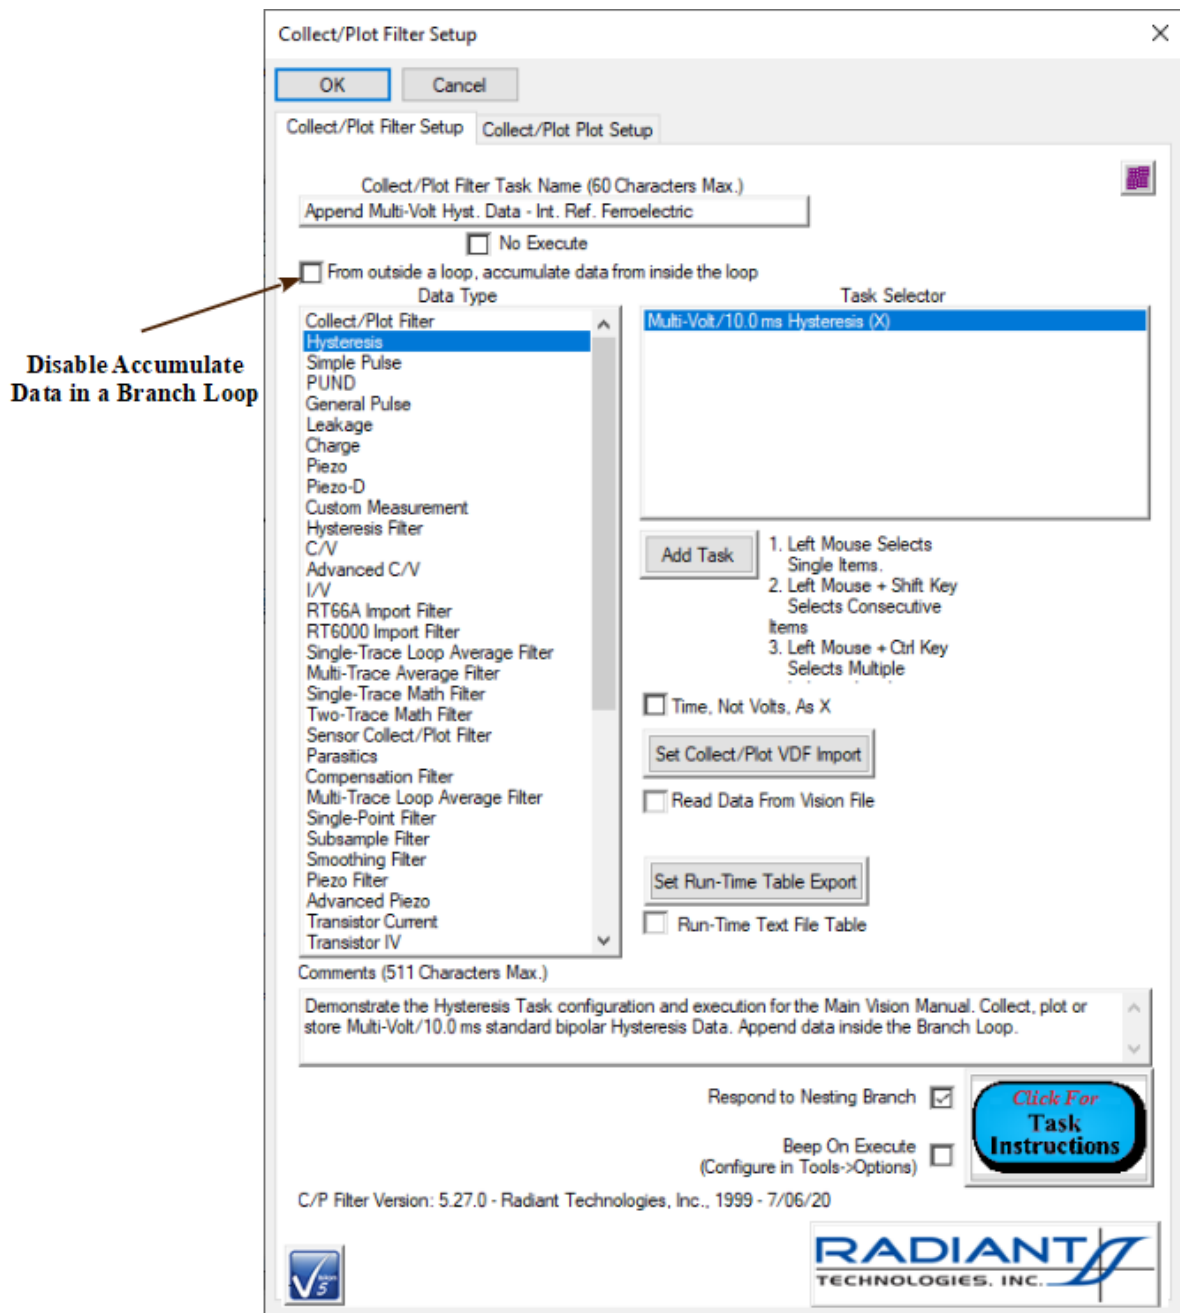 Collect/Plot Filter Setup
OK
Cancel
Collect/Plot Filter Setup
Collect/Plot Plot Setup
Collect/Plot Filter Task Name (60 Characters Max.)
Append Multi-Volt Hyst. Data - Int. Ref. Ferroelectric
No Execute
From outside a loop, accumulate data from inside the loop
Disable Accumulate
Data in a Branch Loop
Data Type
Collect/Plot Filter
Hysteresis
Simple Pulse
PUND
General Pulse
Leakage
Charge
Piezo
Piezo-D
Custom Measurement
Hysteresis Filter
C/V
Advanced C/V
I/V
RT66A Import Filter
RT6000 Import Filter
Single-Trace Loop Average Filter
Multi-Trace Average Filter
Single-Trace Math Filter
Two-Trace Math Filter
Sensor Collect/Plot Filter
Parasitics
Compensation Filter
Multi-Trace Loop Average Filter
Single-Point Filter
Subsample Filter
Smoothing Filter
Piezo Filter
Advanced Piezo
Transistor Current
Transistor IV
Task Selector
Multi-Volt/10.0 ms Hysteresis (X)
Add Task
1. Left Mouse Selects
Single Items.
2. Left Mouse + Shift Key
Selects Consecutive
Items
3. Left Mouse + Ctrl Key
Selects Multiple
Time, Not Volts, As X
Set Collect/Plot VDF Import
Read Data From Vision File
Set Run-Time Table Export
Run-Time Text File Table
Comments (511 Characters Max.)
Demonstrate the Hysteresis Task configuration and execution for the Main Vision Manual. Collect, plot or
store Multi-Volt/10.0 ms standard bipolar Hysteresis Data. Append data inside the Branch Loop.
Respond to Nesting Branch
Beep On Execute
(Configure in Tools->Options)
Click For
Task
Instructions
C/P Filter Version: 5.27.0 - Radiant Technologies, Inc., 1999 - 7/06/20
Vision
5
RADIANT
TECHNOLOGIES, INC.